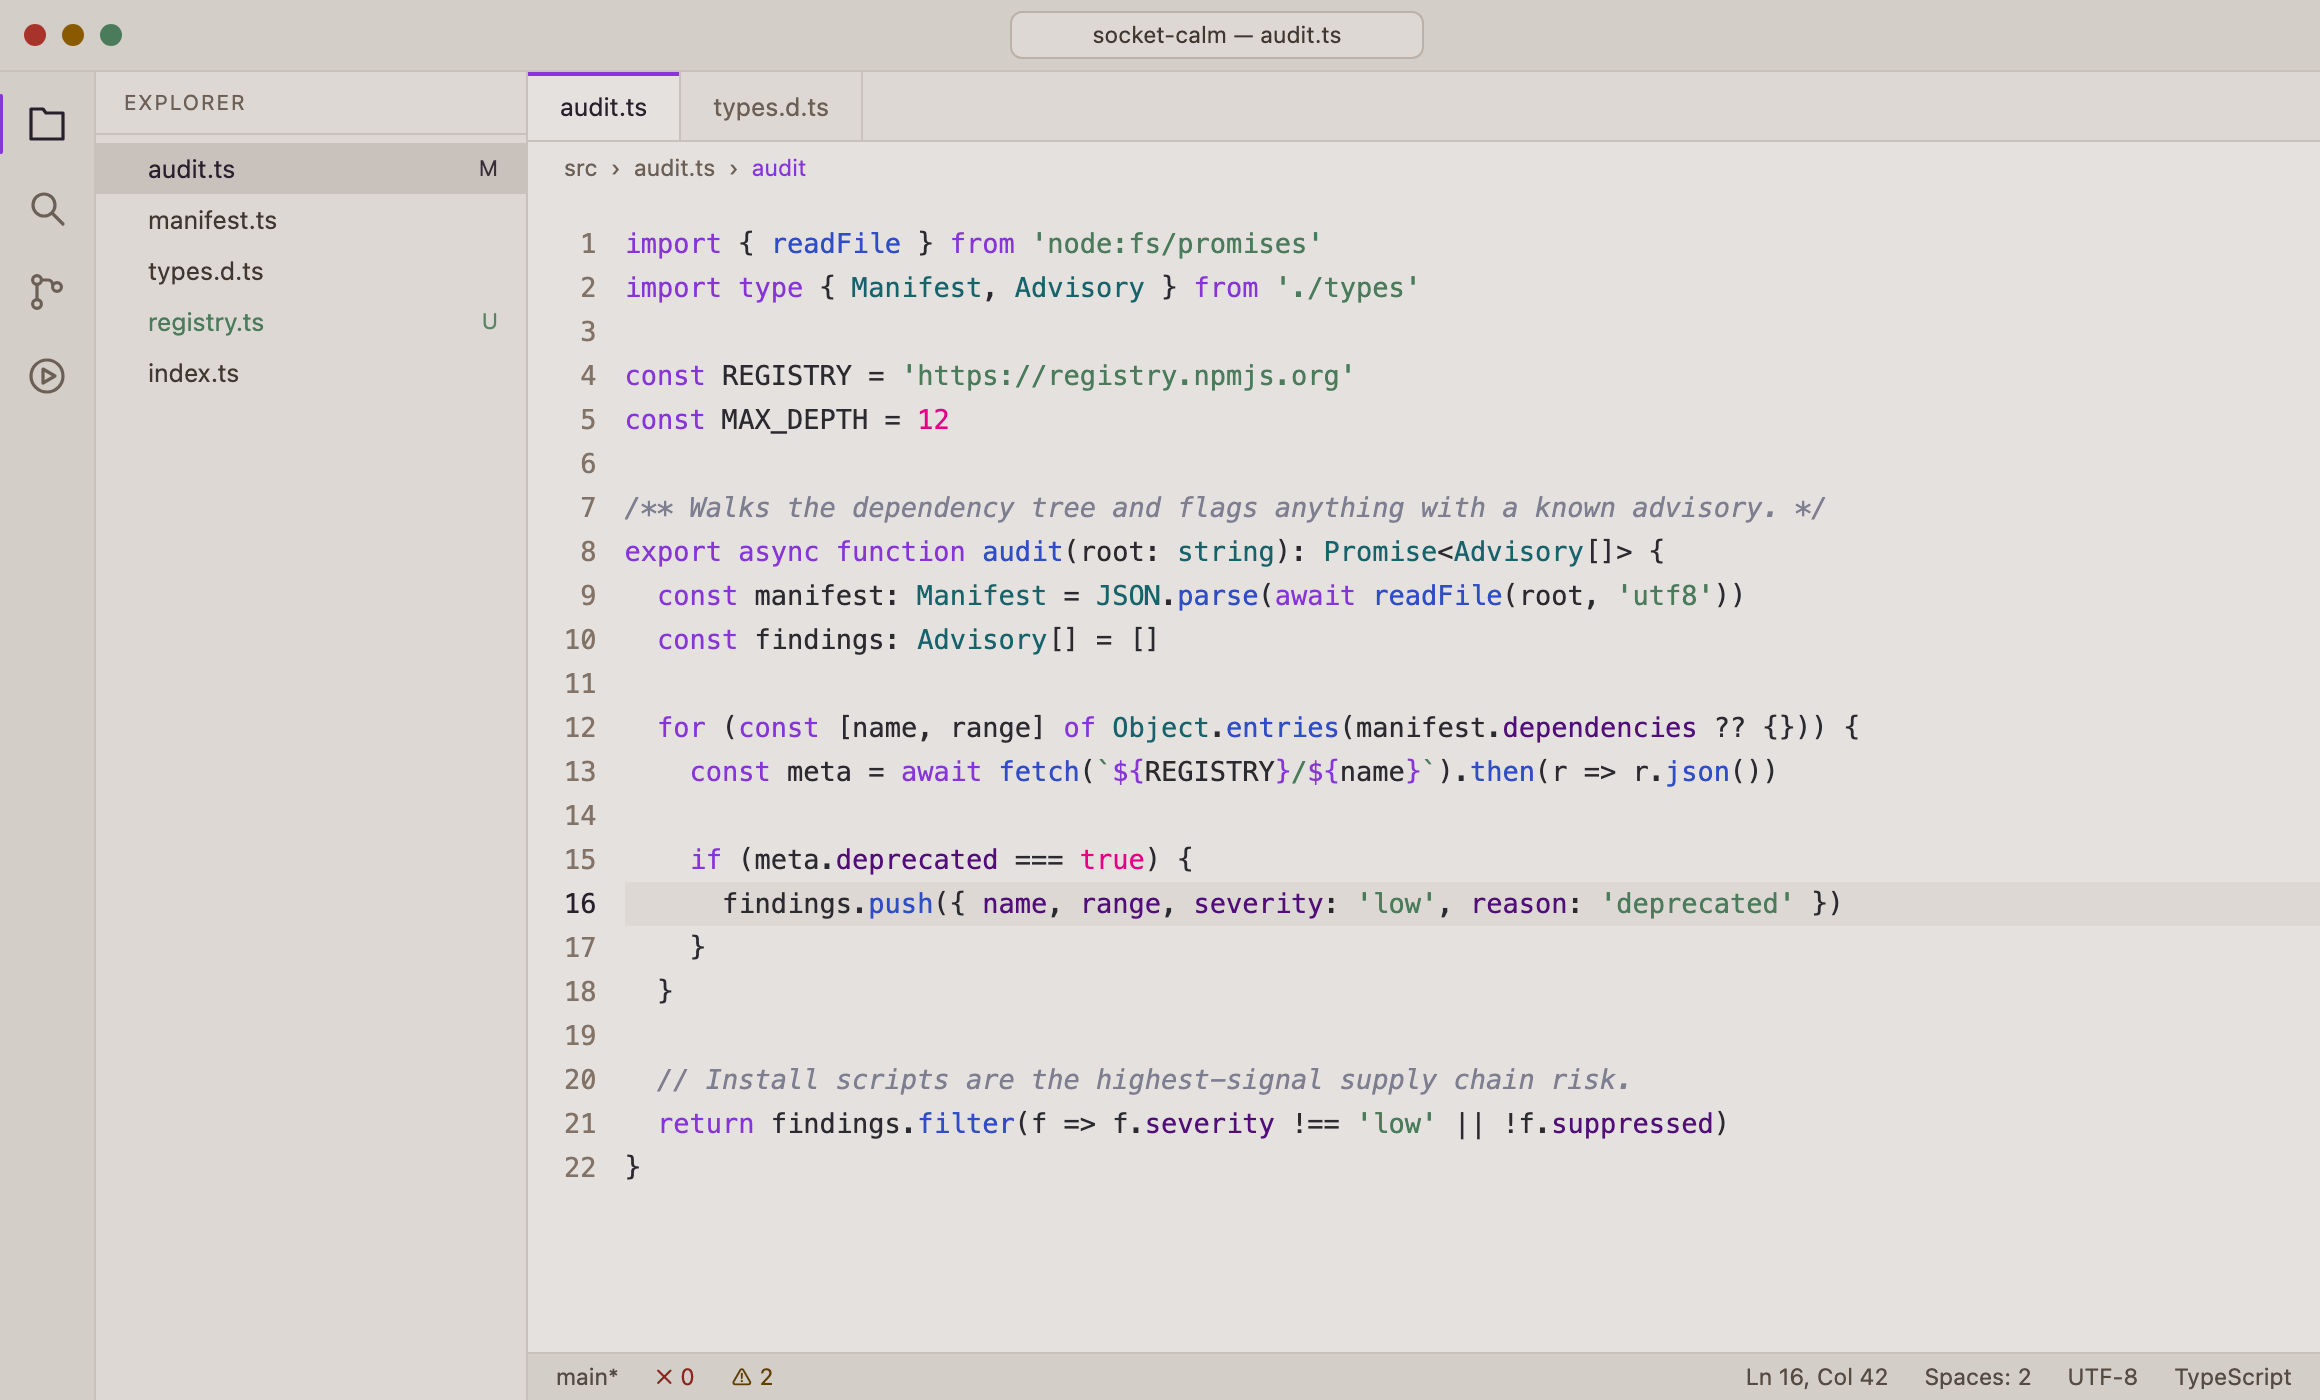 socket-calm — audit.ts
EXPLORER
audit.ts M
manifest.ts
types.d.ts
registry.ts U
index.ts
audit.ts types.d.ts
src › audit.ts › audit
1 import { readFile } from 'node:fs/promises'
2 import type { Manifest, Advisory } from './types'
3
4 const REGISTRY = 'https://registry.npmjs.org'
5 const MAX_DEPTH = 12
6
7 /** Walks the dependency tree and flags anything with a known advisory. */
8 export async function audit(root: string): Promise<Advisory[]> {
9   const manifest: Manifest = JSON.parse(await readFile(root, 'utf8'))
10   const findings: Advisory[] = []
11
12   for (const [name, range] of Object.entries(manifest.dependencies ?? {})) {
13     const meta = await fetch(`${REGISTRY}/${name}`).then(r => r.json())
14
15     if (meta.deprecated === true) {
16       findings.push({ name, range, severity: 'low', reason: 'deprecated' })
17     }
18   }
19
20   // Install scripts are the highest-signal supply chain risk.
21   return findings.filter(f => f.severity !== 'low' || !f.suppressed)
22 }
main* ✕ 0 ⚠ 2 Ln 16, Col 42 Spaces: 2 UTF-8 TypeScript